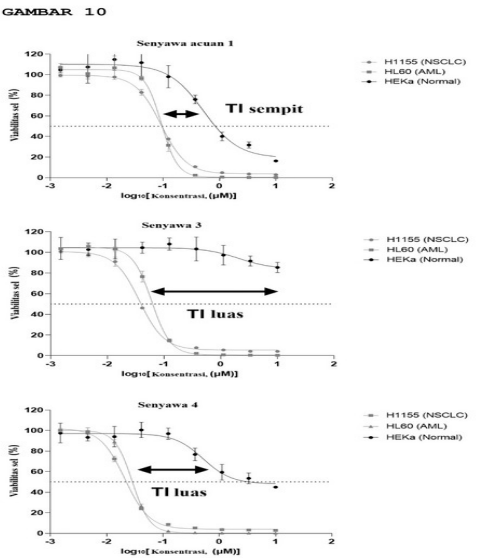 GAMBAR 10
Senyawa acuan 1
120
100
80
60
40
20
0
Viabilitas sel (%)
TI sempit
H1155 (NSCLC)
HL60 (AML)
HEKa (Normal)
-3 -2 -1 0 1 2
log10[ Konsentrasi, (µM)]
Senyawa 3
120
100
80
60
40
20
0
Viabilitas sel (%)
TI luas
H1155 (NSCLC)
HL60 (AML)
HEKa (Normal)
-3 -2 -1 0 1 2
log10[ Konsentrasi, (µM)]
Senyawa 4
120
100
80
60
40
20
0
Viabilitas sel (%)
TI luas
H1155 (NSCLC)
HL60 (AML)
HEKa (Normal)
-3 -2 -1 0 1 2
log10[ Konsentrasi, (µM)]